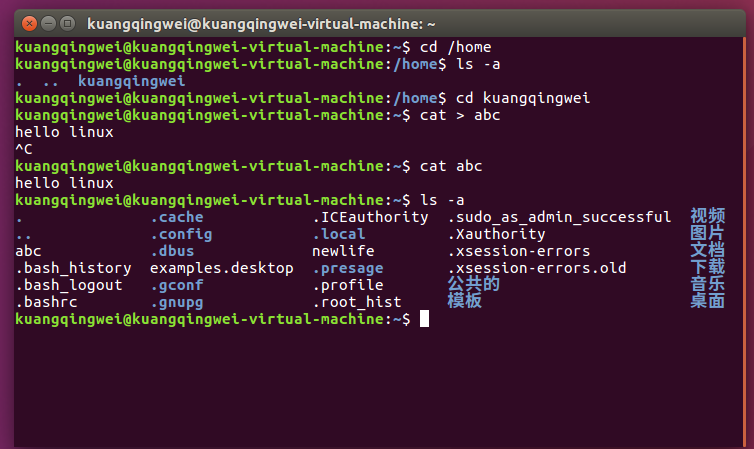 kuangqingwei@kuangqingwei-virtual-machine: ~
kuangqingwei@kuangqingwei-virtual-machine:~$ cd /home
kuangqingwei@kuangqingwei-virtual-machine:/home$ ls -a
.  ..  kuangqingwei
kuangqingwei@kuangqingwei-virtual-machine:/home$ cd kuangqingwei
kuangqingwei@kuangqingwei-virtual-machine:~$ cat > abc
hello linux
^C
kuangqingwei@kuangqingwei-virtual-machine:~$ cat abc
hello linux
kuangqingwei@kuangqingwei-virtual-machine:~$ ls -a
.              .cache            .ICEauthority  .sudo_as_admin_successful  视频
..             .config           .local         .Xauthority                图片
abc            .dbus             newlife        .xsession-errors           文档
.bash_history  examples.desktop  .presage       .xsession-errors.old       下载
.bash_logout   .gconf            .profile       公共的                     音乐
.bashrc        .gnupg            .root_hist     模板                       桌面
kuangqingwei@kuangqingwei-virtual-machine:~$